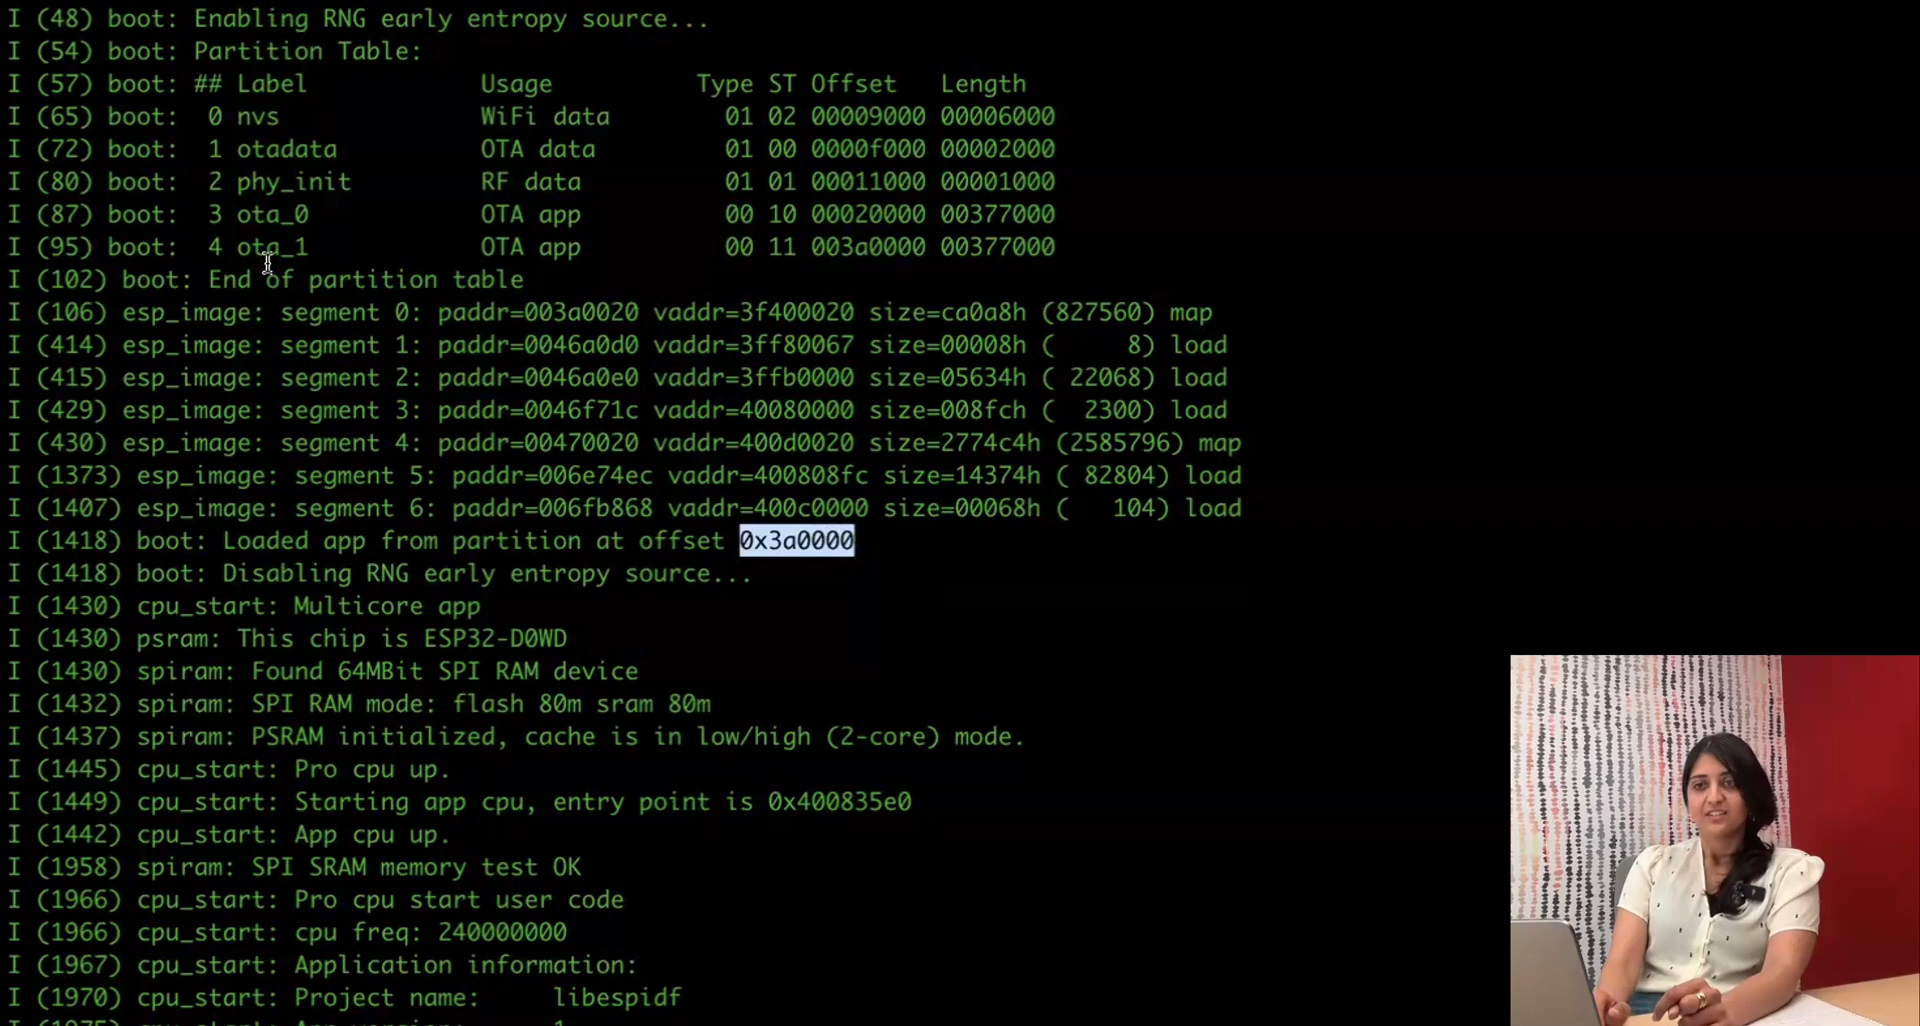 I (48) boot: Enabling RNG early entropy source...
I (54) boot: Partition Table:
I (57) boot: ## Label            Usage          Type ST Offset   Length
I (65) boot:  0 nvs              WiFi data        01 02 00009000 00006000
I (72) boot:  1 otadata          OTA data         01 00 0000f000 00002000
I (80) boot:  2 phy_init         RF data          01 01 00011000 00001000
I (87) boot:  3 ota_0            OTA app          00 10 00020000 00377000
I (95) boot:  4 ota_1            OTA app          00 11 003a0000 00377000
I (102) boot: End of partition table
I (106) esp_image: segment 0: paddr=003a0020 vaddr=3f400020 size=ca0a8h (827560) map
I (414) esp_image: segment 1: paddr=0046a0d0 vaddr=3ff80067 size=00008h (     8) load
I (415) esp_image: segment 2: paddr=0046a0e0 vaddr=3ffb0000 size=05634h ( 22068) load
I (429) esp_image: segment 3: paddr=0046f71c vaddr=40080000 size=008fch (  2300) load
I (430) esp_image: segment 4: paddr=00470020 vaddr=400d0020 size=2774c4h (2585796) map
I (1373) esp_image: segment 5: paddr=006e74ec vaddr=400808fc size=14374h ( 82804) load
I (1407) esp_image: segment 6: paddr=006fb868 vaddr=400c0000 size=00068h (   104) load
I (1418) boot: Loaded app from partition at offset 0x3a0000
I (1418) boot: Disabling RNG early entropy source...
I (1430) cpu_start: Multicore app
I (1430) psram: This chip is ESP32-D0WD
I (1430) spiram: Found 64MBit SPI RAM device
I (1432) spiram: SPI RAM mode: flash 80m sram 80m
I (1437) spiram: PSRAM initialized, cache is in low/high (2-core) mode.
I (1445) cpu_start: Pro cpu up.
I (1449) cpu_start: Starting app cpu, entry point is 0x400835e0
I (1442) cpu_start: App cpu up.
I (1958) spiram: SPI SRAM memory test OK
I (1966) cpu_start: Pro cpu start user code
I (1966) cpu_start: cpu freq: 240000000
I (1967) cpu_start: Application information:
I (1970) cpu_start: Project name:     libespidf